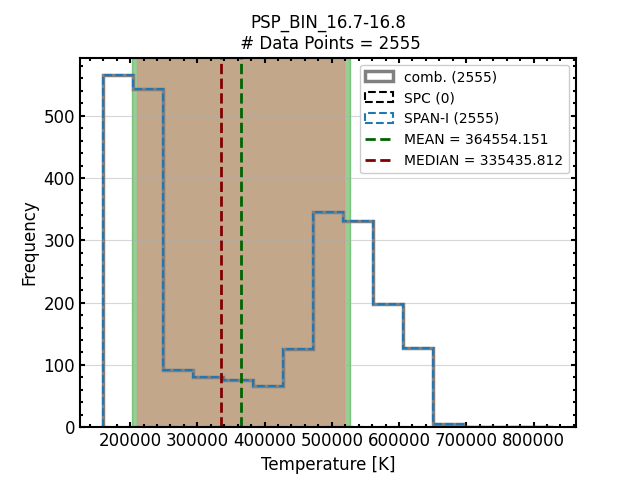 PSP_BIN_16.7-16.8
# Data Points = 2555
comb. (2555)
SPC (0)
SPAN-I (2555)
MEAN = 364554.151
MEDIAN = 335435.812
Frequency
500
400
300
200
100
0
200000 300000 400000 500000 600000 700000 800000
Temperature [K]